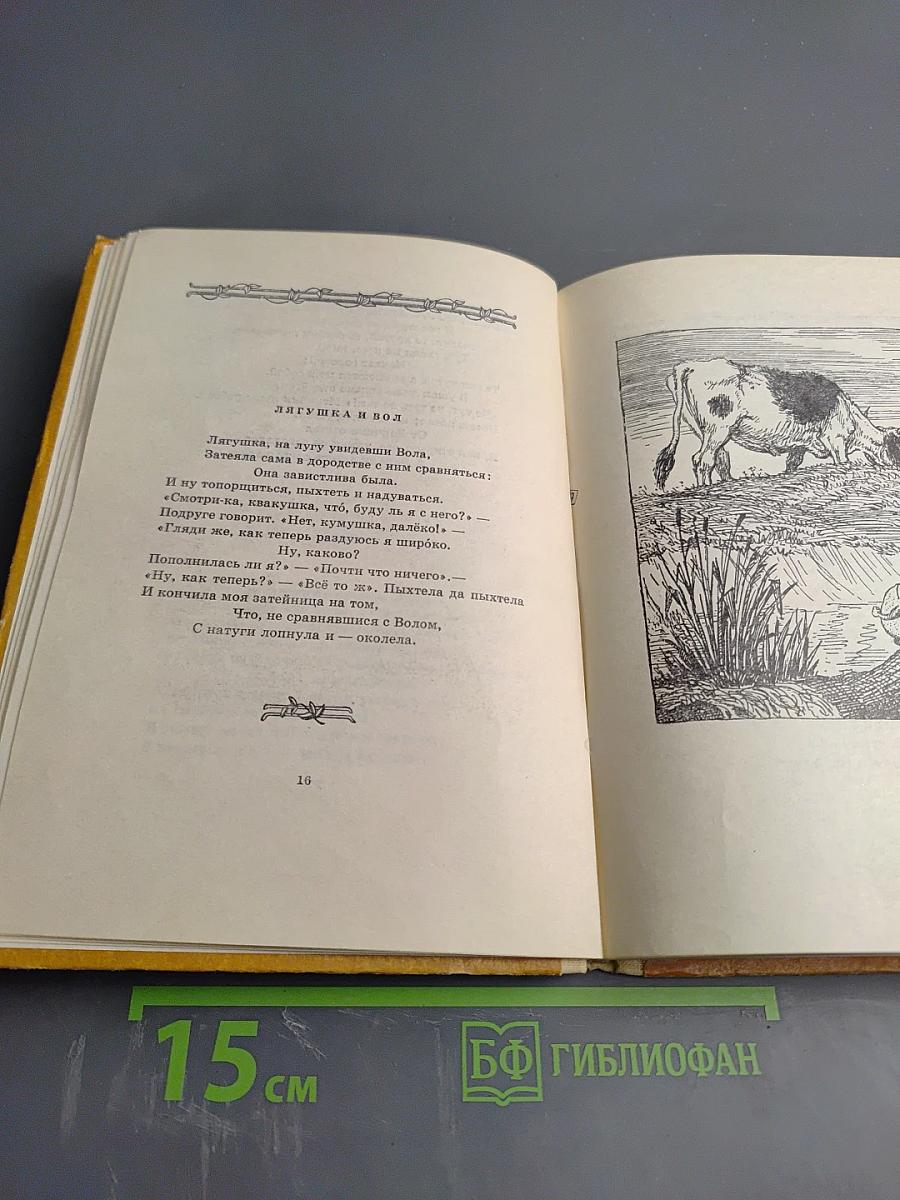 ЛЯГУШКА И ВОЛ
Лягушка, на лугу увидевши Вола,
Затеяла сама в дородстве с ним сравняться:
Она завистлива была.
И ну топорщиться, пыхтеть и надуваться.
«Смотри-ка, квакушка, что́, буду ль я с него?» —
Подруге говорит. «Нет, кумушка, далёко!» —
«Гляди же, как теперь раздуюсь я широ́ко.
Ну, каково?
Пополнилась ли я?» — «Почти что ничего».—
«Ну, как теперь?» — «Всё то ж». Пыхтела да пыхтела
И кончила моя затейница на том,
Что, не сравнявшися с Волом,
С натуги лопнула и — околела.
16
15 см
БФ ГИБЛИОФАН